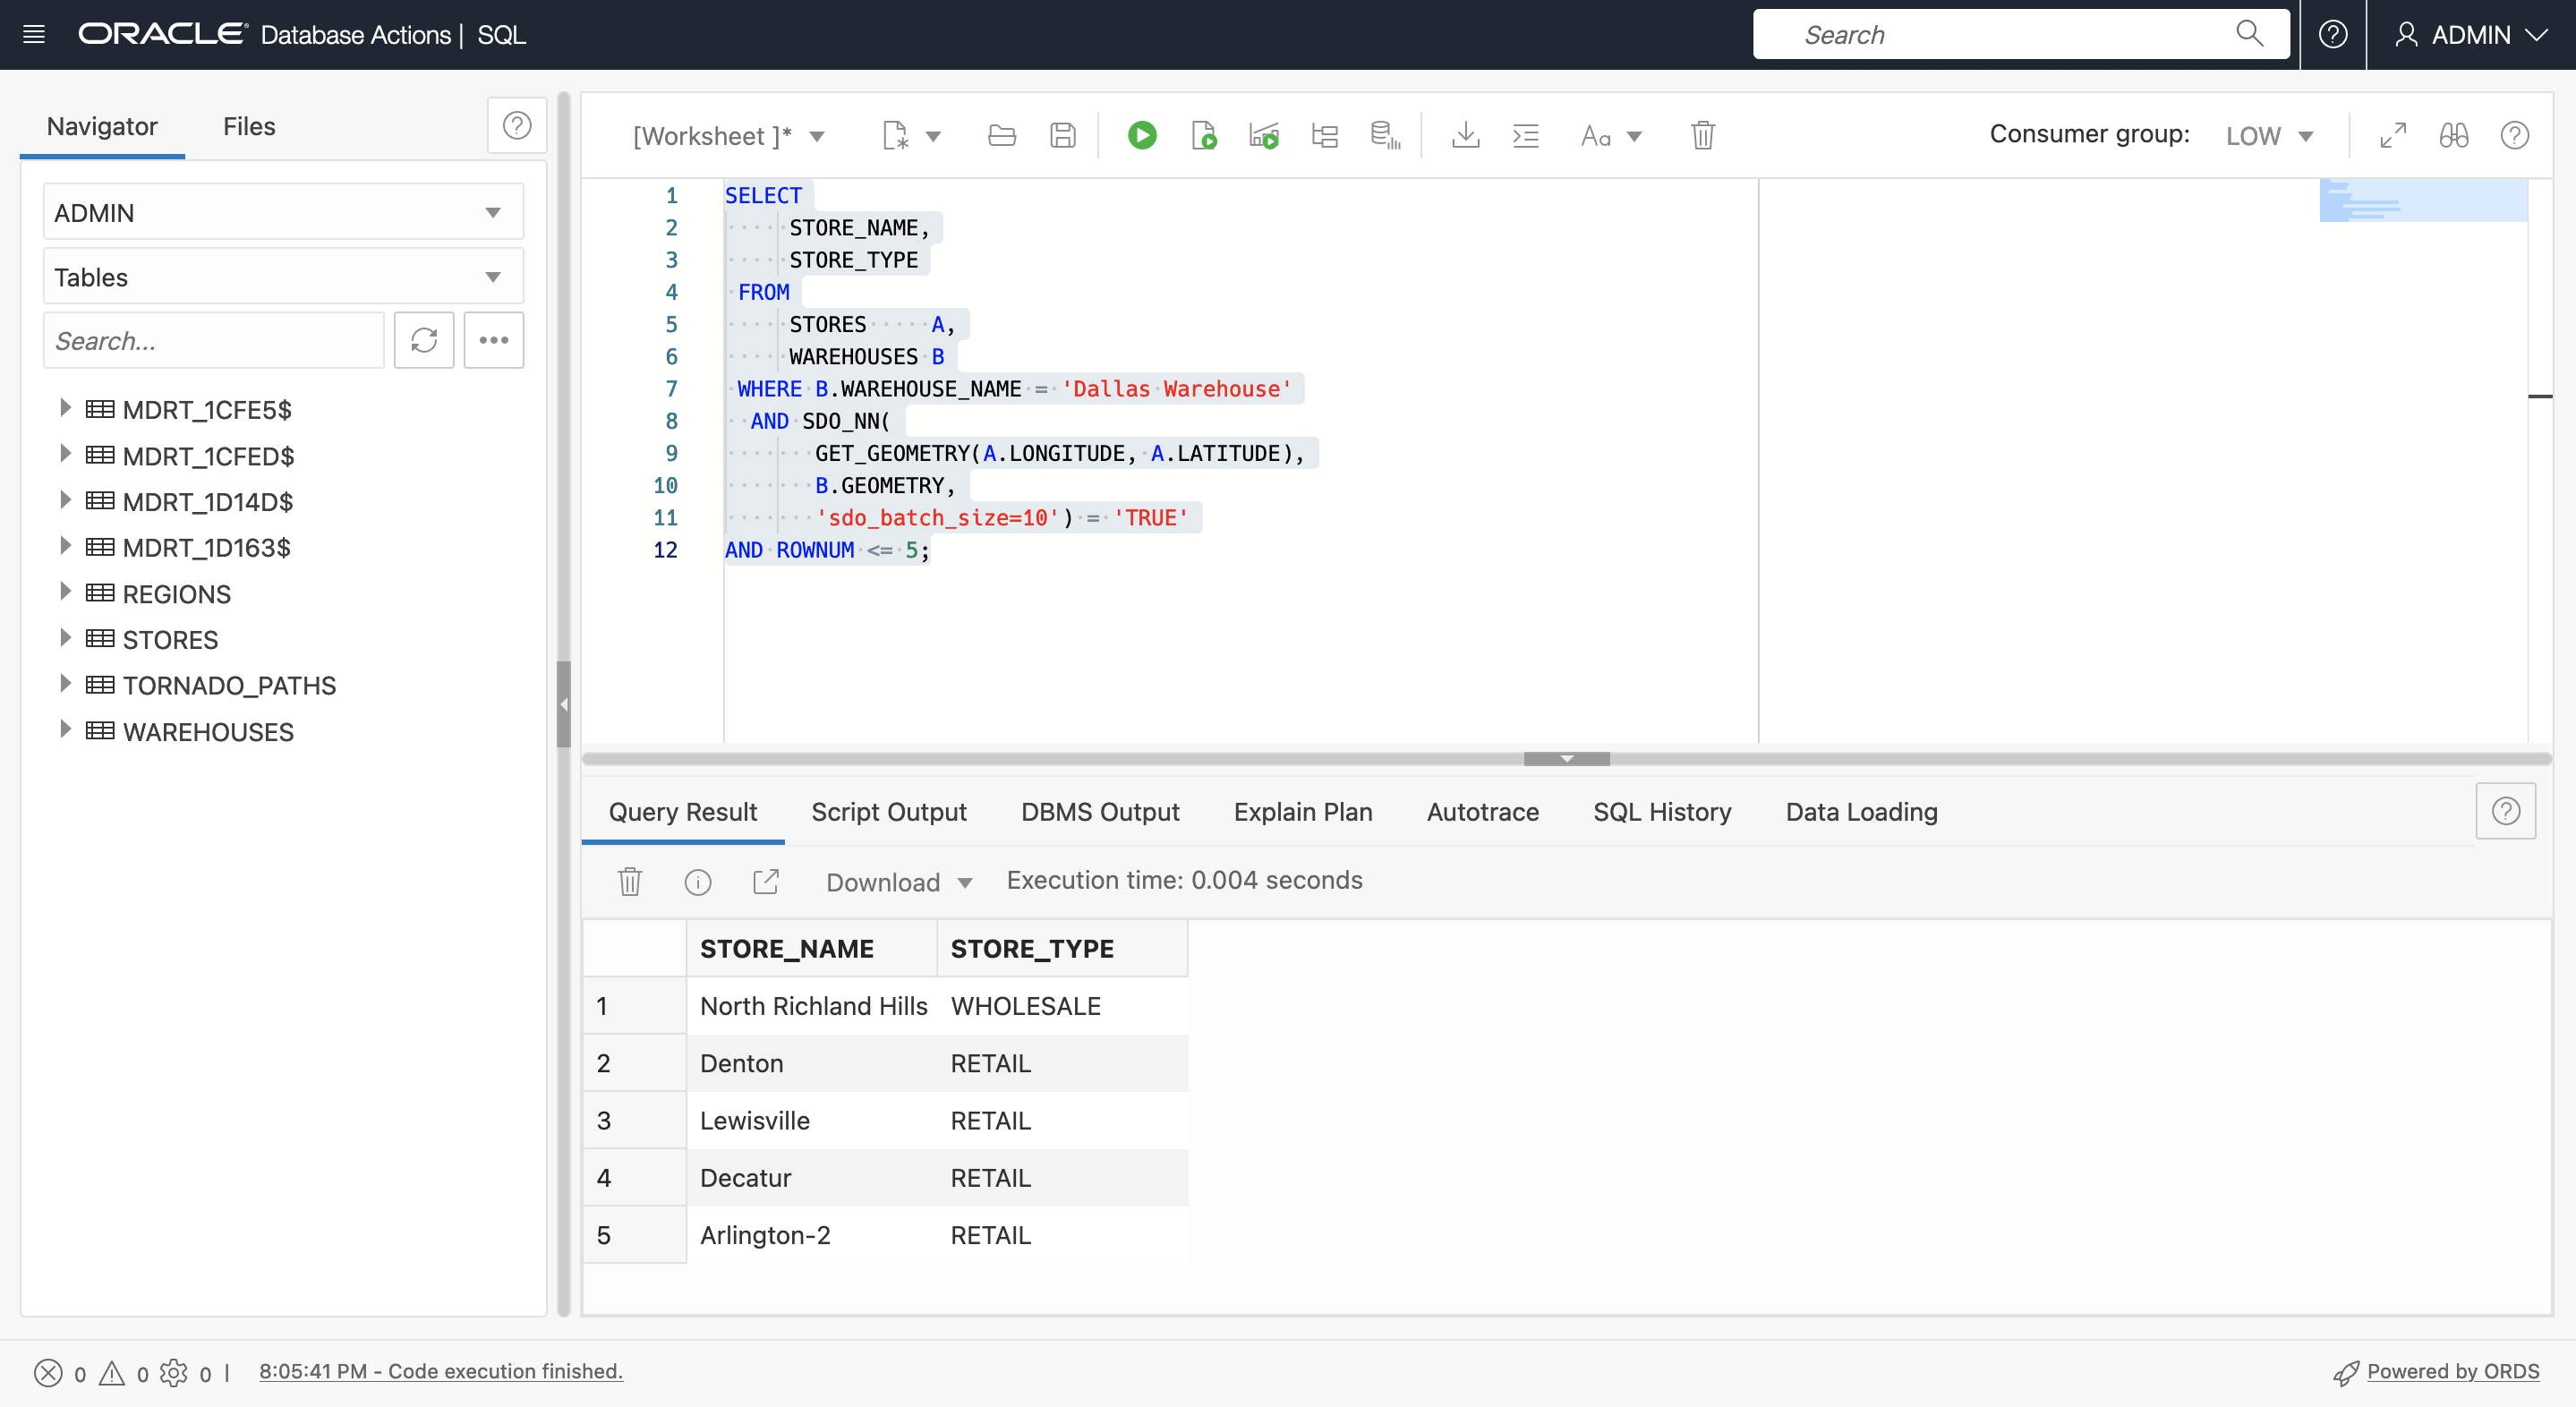 ORACLE Database Actions | SQL
Search
ADMIN
Navigator
Files
ADMIN
Tables
Search...
MDRT_1CFE5$
MDRT_1CFED$
MDRT_1D14D$
MDRT_1D163$
REGIONS
STORES
TORNADO_PATHS
WAREHOUSES
[Worksheet ]*
Aa
Consumer group: LOW
1 SELECT
2 STORE_NAME,
3 STORE_TYPE
4 FROM
5 STORES A,
6 WAREHOUSES B
7 WHERE B.WAREHOUSE_NAME = 'Dallas Warehouse'
8 AND SDO_NN(
9 GET_GEOMETRY(A.LONGITUDE, A.LATITUDE),
10 B.GEOMETRY,
11 'sdo_batch_size=10') = 'TRUE'
12 AND ROWNUM <= 5;
Query Result
Script Output
DBMS Output
Explain Plan
Autotrace
SQL History
Data Loading
Download
Execution time: 0.004 seconds
STORE_NAME STORE_TYPE
1 North Richland Hills WHOLESALE
2 Denton RETAIL
3 Lewisville RETAIL
4 Decatur RETAIL
5 Arlington-2 RETAIL
0 0 0 | 8:05:41 PM - Code execution finished.
Powered by ORDS